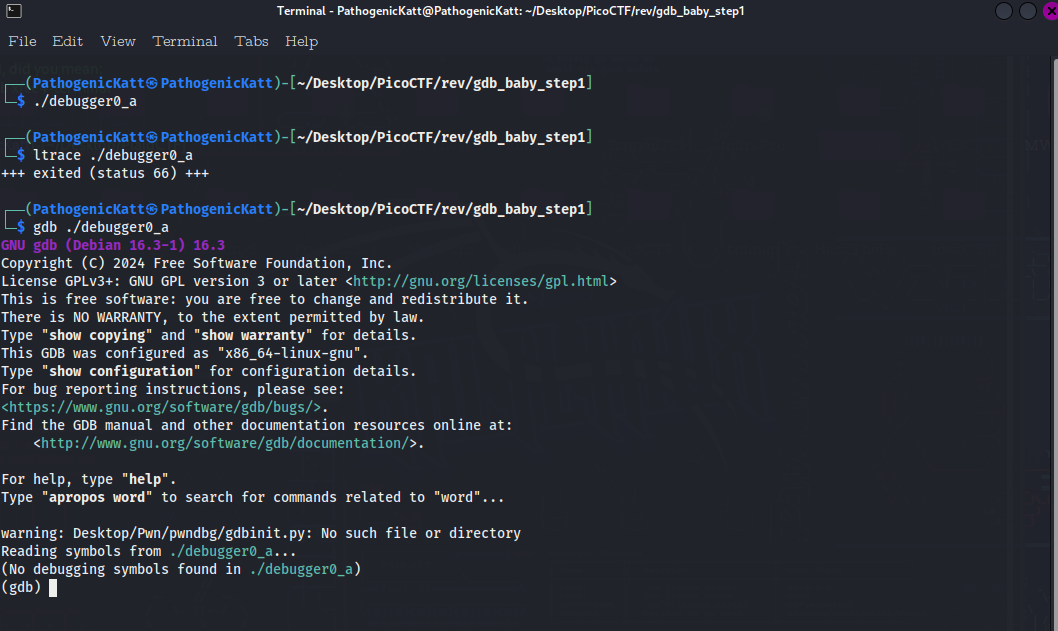 Terminal - PathogenicKatt@PathogenicKatt: ~/Desktop/PicoCTF/rev/gdb_baby_step1
File Edit View Terminal Tabs Help
┌──(PathogenicKatt㉿PathogenicKatt)-[~/Desktop/PicoCTF/rev/gdb_baby_step1]
└─$ ./debugger0_a
┌──(PathogenicKatt㉿PathogenicKatt)-[~/Desktop/PicoCTF/rev/gdb_baby_step1]
└─$ ltrace ./debugger0_a
+++ exited (status 66) +++
┌──(PathogenicKatt㉿PathogenicKatt)-[~/Desktop/PicoCTF/rev/gdb_baby_step1]
└─$ gdb ./debugger0_a
GNU gdb (Debian 16.3-1) 16.3
Copyright (C) 2024 Free Software Foundation, Inc.
License GPLv3+: GNU GPL version 3 or later <http://gnu.org/licenses/gpl.html>
This is free software: you are free to change and redistribute it.
There is NO WARRANTY, to the extent permitted by law.
Type "show copying" and "show warranty" for details.
This GDB was configured as "x86_64-linux-gnu".
Type "show configuration" for configuration details.
For bug reporting instructions, please see:
<https://www.gnu.org/software/gdb/bugs/>.
Find the GDB manual and other documentation resources online at:
    <http://www.gnu.org/software/gdb/documentation/>.
For help, type "help".
Type "apropos word" to search for commands related to "word"...
warning: Desktop/Pwn/pwndbg/gdbinit.py: No such file or directory
Reading symbols from ./debugger0_a...
(No debugging symbols found in ./debugger0_a)
(gdb)